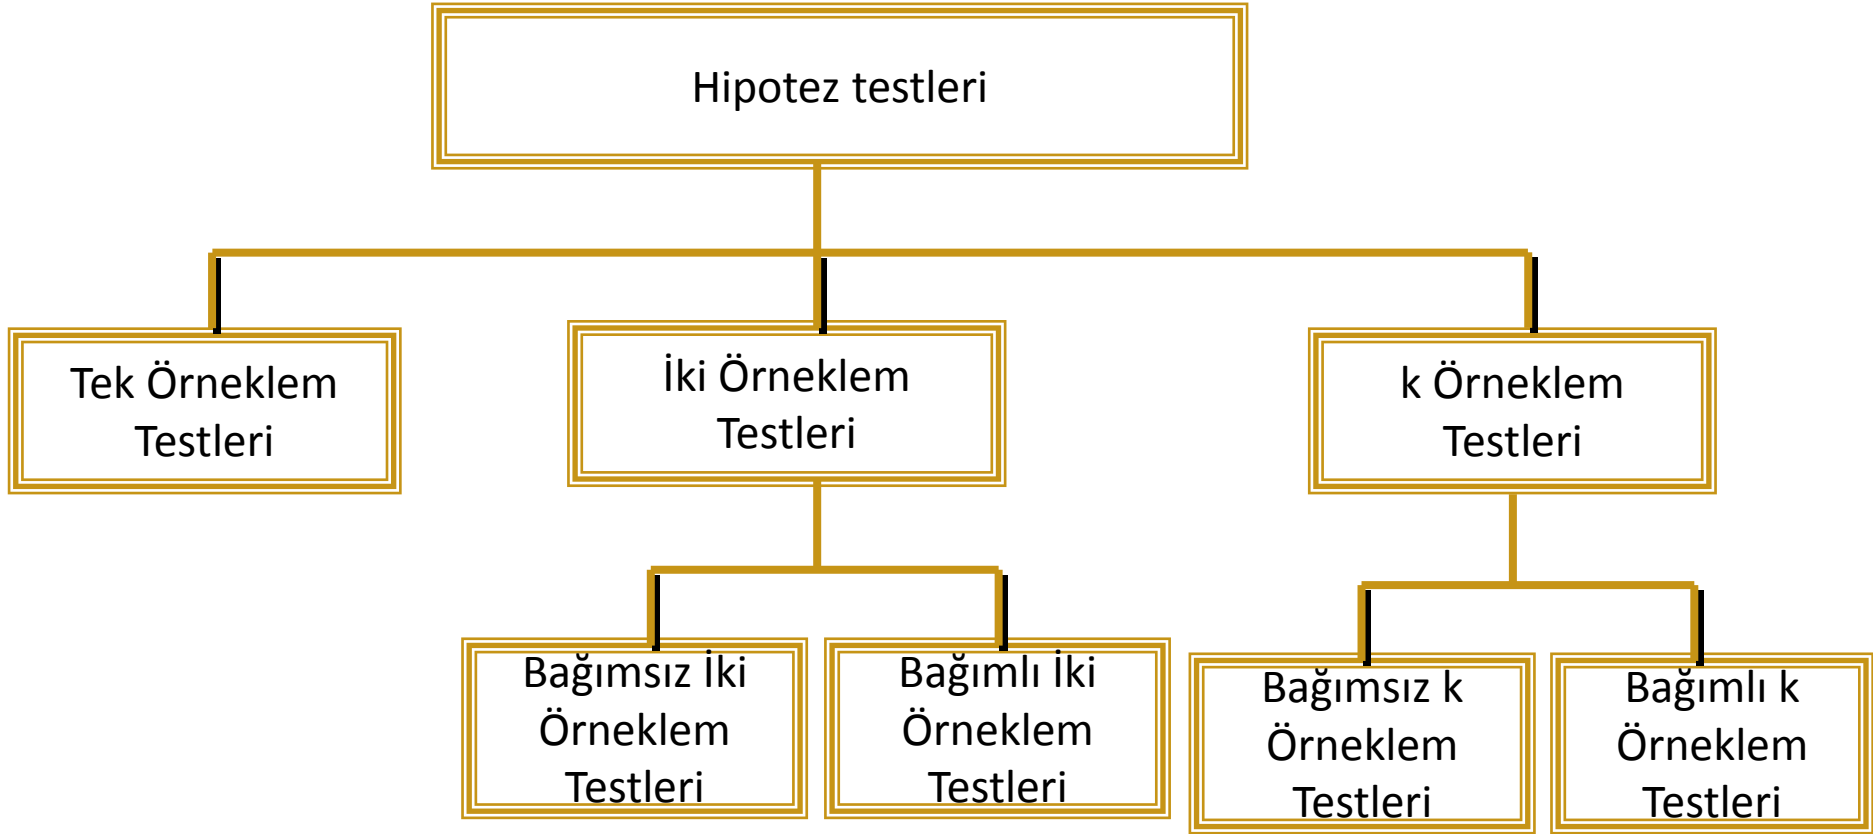 Hipotez testleri
Tek Örneklem
Testleri
İki Örneklem
Testleri
k Örneklem
Testleri
Bağımsız İki
Örneklem
Testleri
Bağımlı İki
Örneklem
Testleri
Bağımsız k
Örneklem
Testleri
Bağımlı k
Örneklem
Testleri